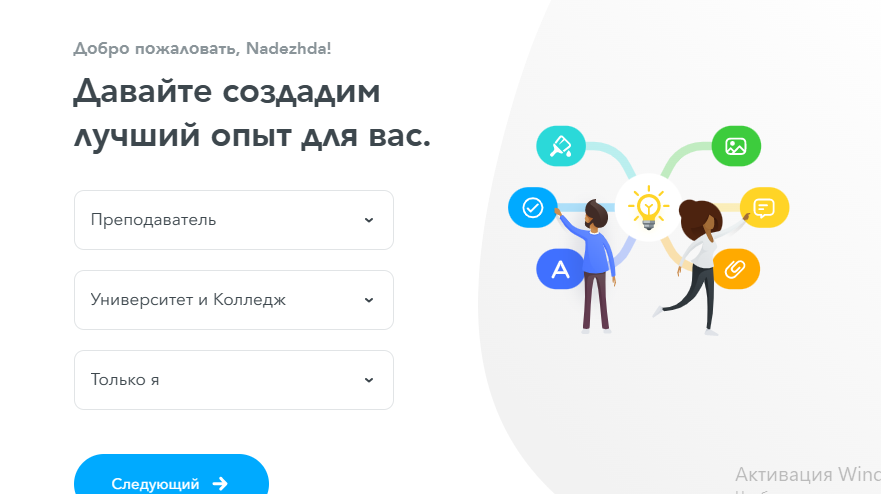 Добро пожаловать, Nadezhda!
Давайте создадим
лучший опыт для вас.
Преподаватель
Университет и Колледж
Только я
Следующий
A
Активация Wind